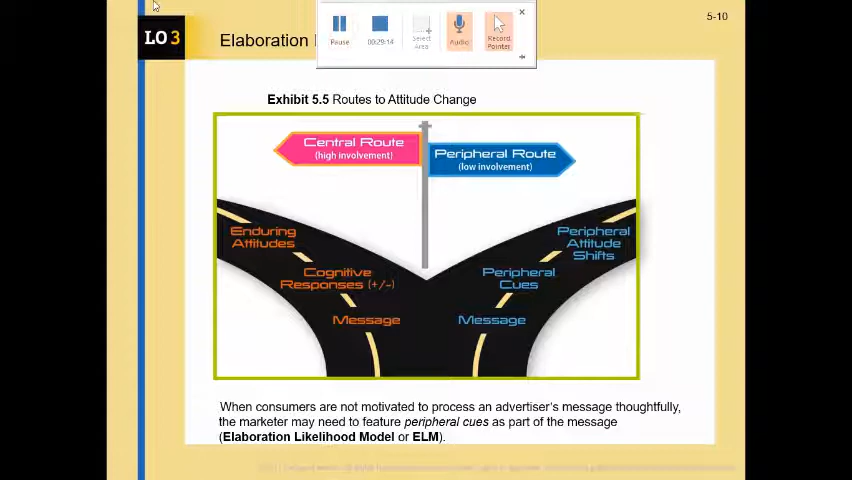 5-10
LO 3
Elaboration
Pause
00:29:14
Select
Area
Audio
Record
Pointer
Exhibit 5.5 Routes to Attitude Change
Central Route
(high involvement)
Peripheral Route
(low involvement)
Enduring
Attitudes
Cognitive
Responses (+/-)
Message
Peripheral
Attitude
Shifts
Peripheral
Cues
Message
When consumers are not motivated to process an advertiser's message thoughtfully,
the marketer may need to feature peripheral cues as part of the message
(Elaboration Likelihood Model or ELM).